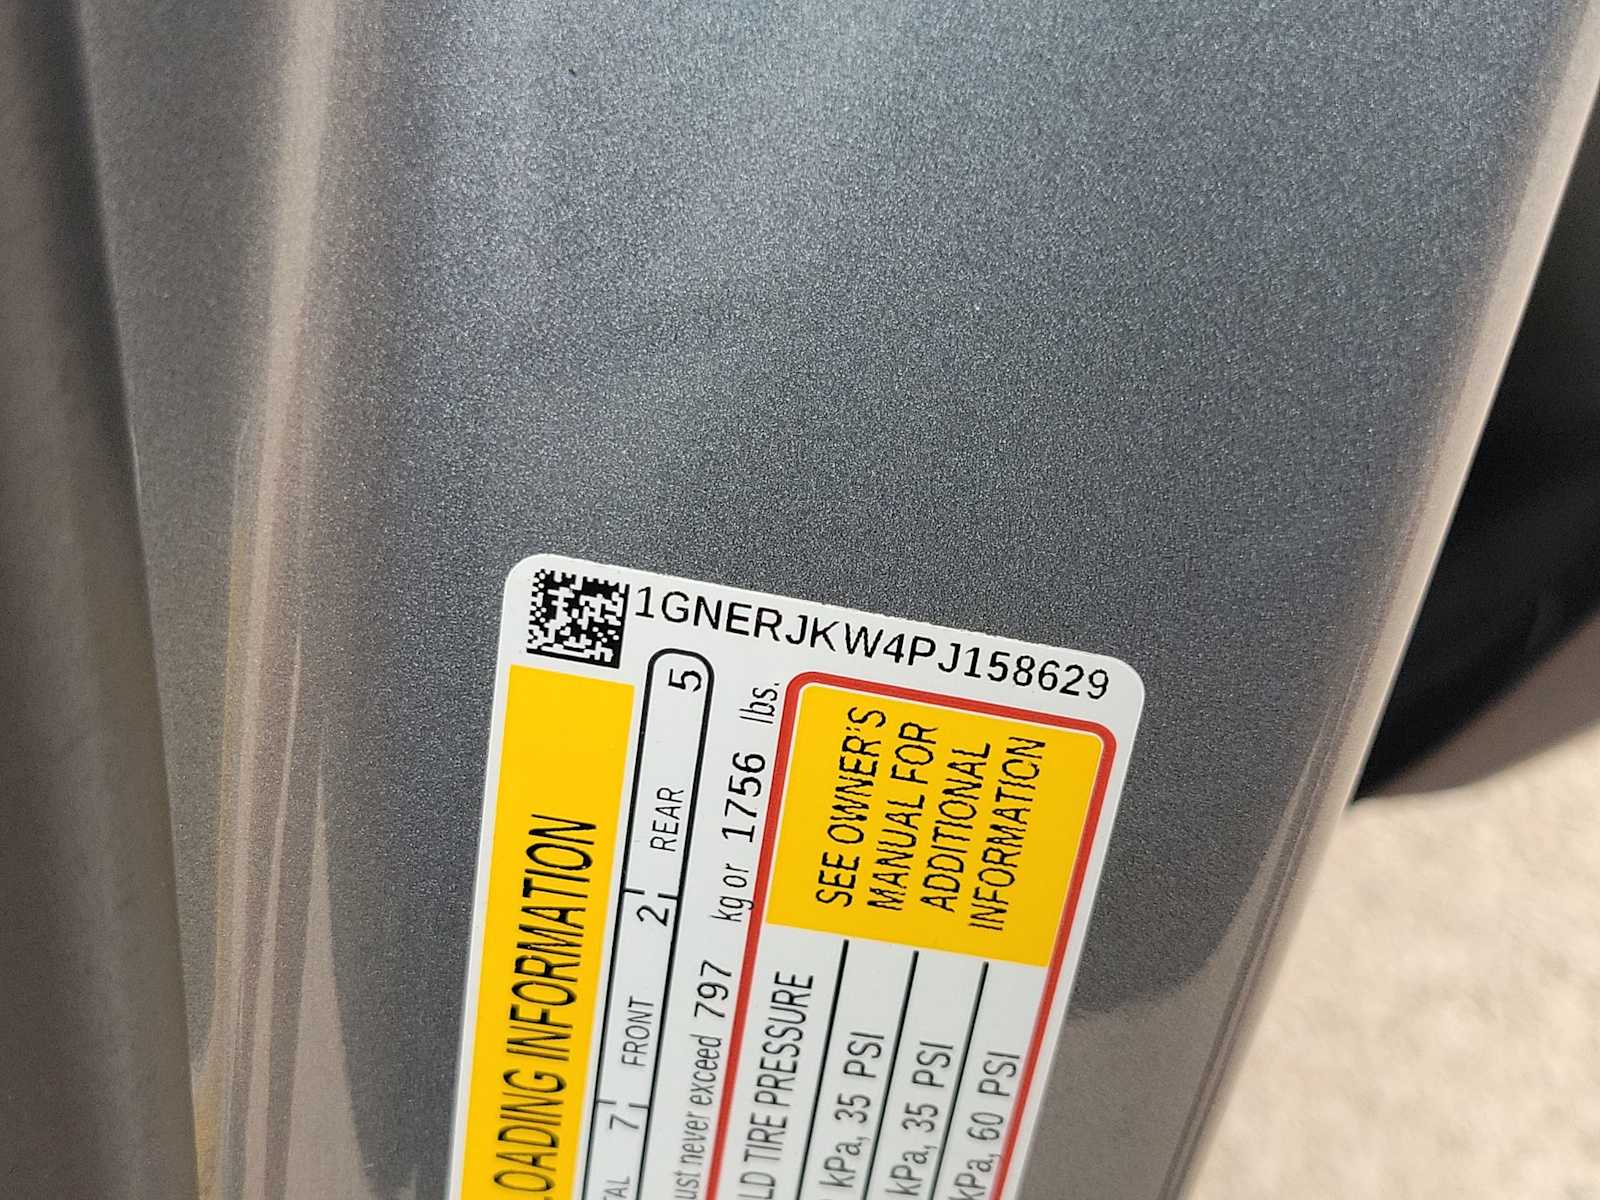 1GNERJKW4PJ158629
LOADING INFORMATION
TAL 7 FRONT 2 REAR 5
ust never exceed 797 kg or 1756 lbs.
LD TIRE PRESSURE
kPa, 35 PSI
kPa, 35 PSI
kPa, 60 PSI
SEE OWNER'S
MANUAL FOR
ADDITIONAL
INFORMATION